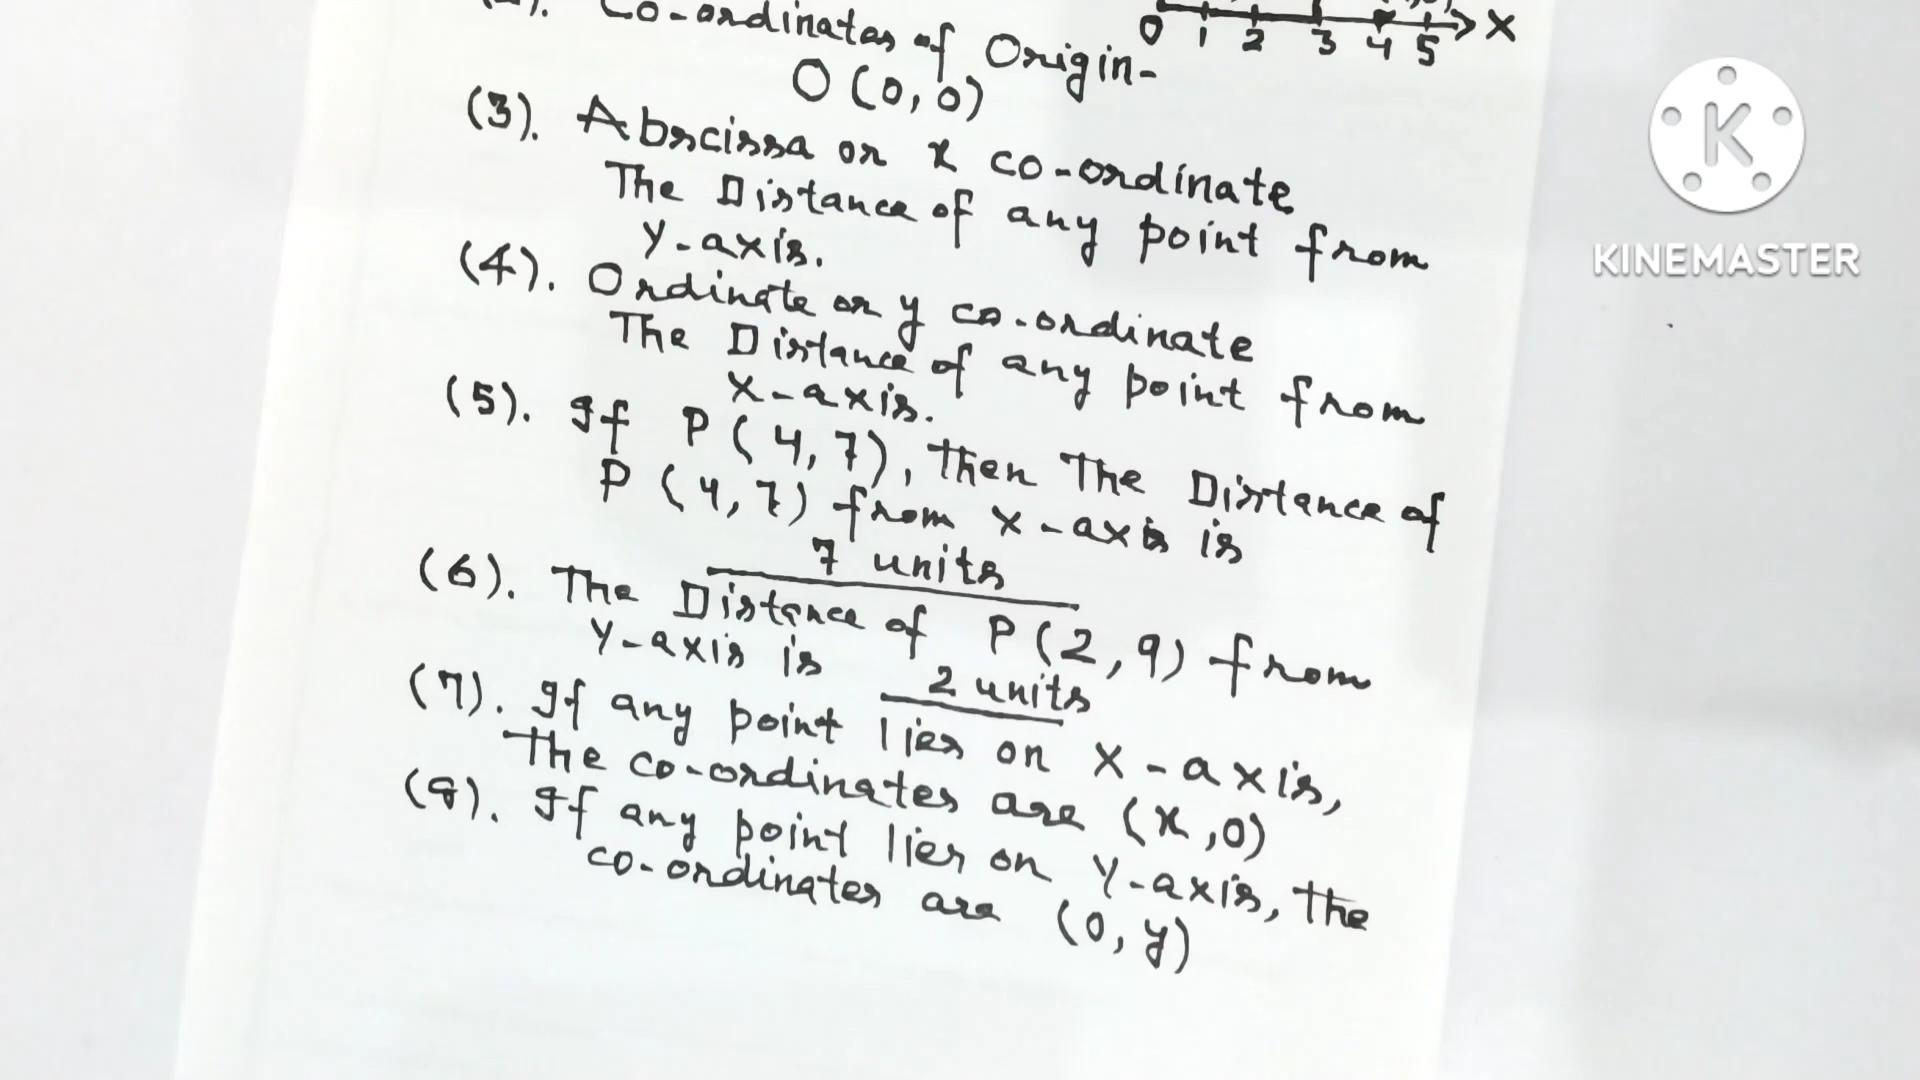 Co-ordinates of Origin-
O (0,0)
0 1 2 3 4 5 X
(3). Abscissa or x co-ordinate
The Distance of any point from
Y-axis.
(4). Ordinate or y co-ordinate
The Distance of any point from
X-axis.
(5). If P(4,7), then The Distance of
P(4,7) from X-axis is
7 units
(6). The Distance of P(2,9) from
Y-axis is 2 units
(7). If any point lies on X-axis,
The co-ordinates are (x,0)
(8). If any point lies on Y-axis, The
co-ordinates are (0,y)
K
KINEMASTER